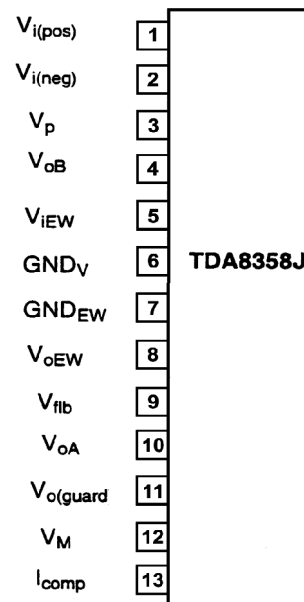 Vi(pos) 1
Vi(neg) 2
Vp 3
VoB 4
ViEW 5
GNDV 6 TDA8358J
GNDEW 7
VoEW 8
Vflb 9
VoA 10
Vo(guard 11
VM 12
Icomp 13